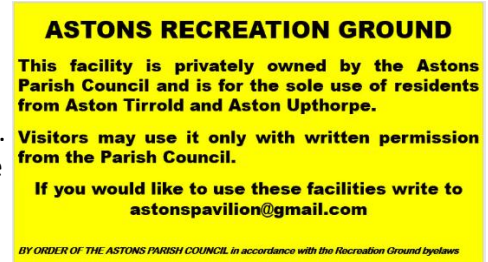 ASTONS RECREATION GROUND
This facility is privately owned by the Astons
Parish Council and is for the sole use of residents
from Aston Tirrold and Aston Upthorpe.
Visitors may use it only with written permission
from the Parish Council.
If you would like to use these facilities write to
astonspavilion@gmail.com
BY ORDER OF THE ASTONS PARISH COUNCIL in accordance with the Recreation Ground byelaws